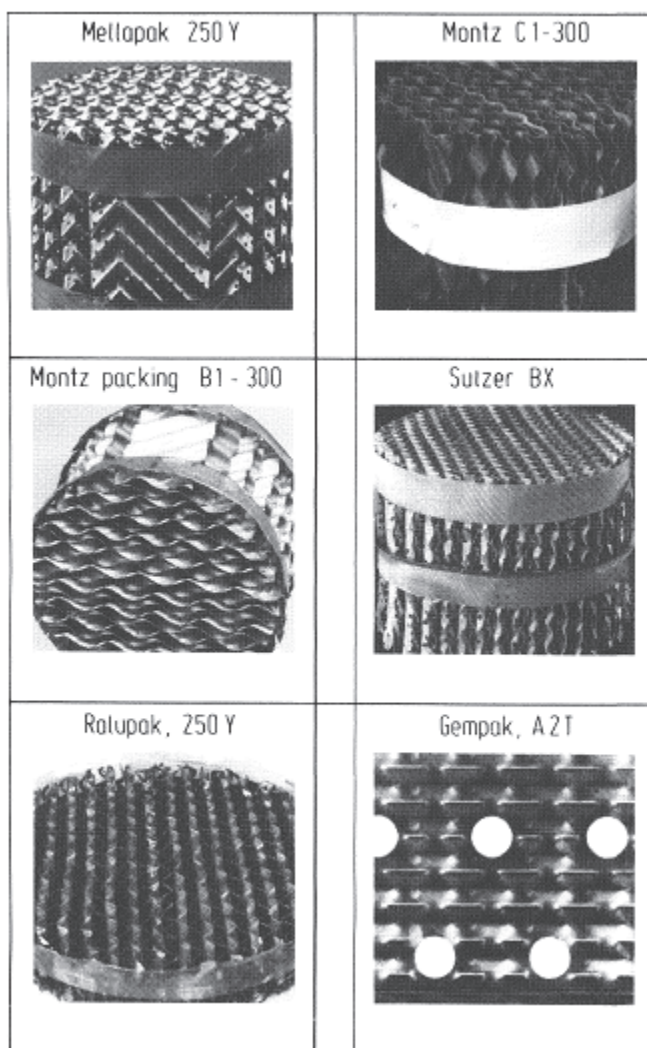 Mellapak 250 Y
Montz C1-300
Montz packing B1 - 300
Sulzer BX
Ralupak, 250 Y
Gempak, A2T